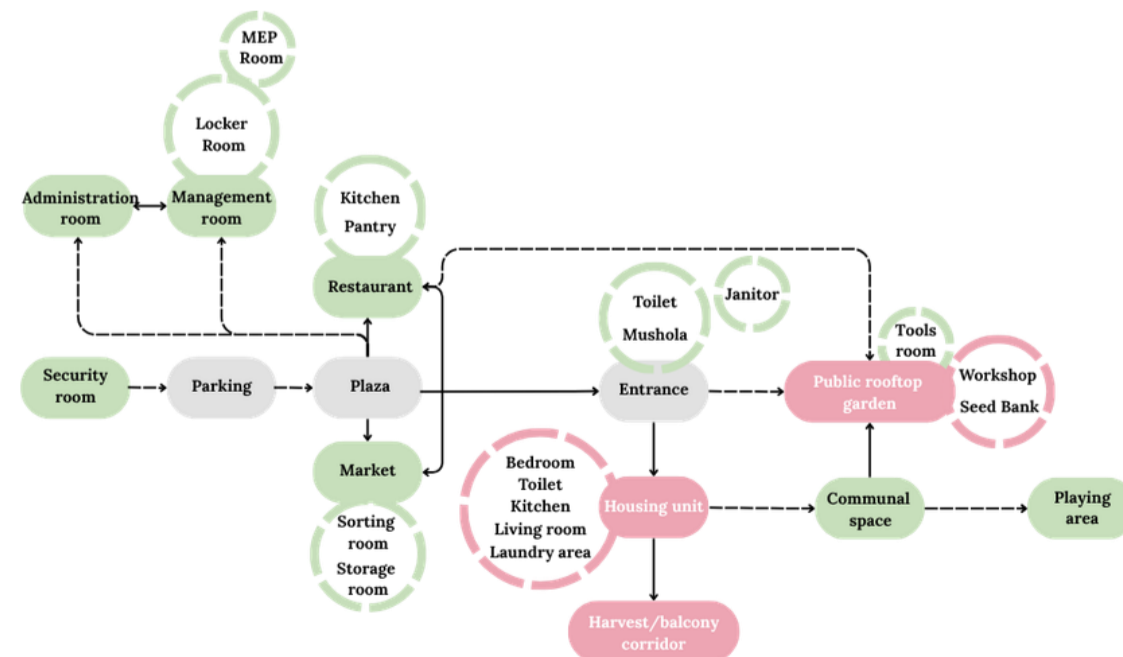 MEP
Room
Locker
Room
Administration
room
Management
room
Kitchen
Pantry
Restaurant
Toilet
Mushola
Janitor
Tools
room
Security
room
Parking
Plaza
Entrance
Public rooftop
garden
Workshop
Seed Bank
Market
Sorting
room
Storage
room
Bedroom
Toilet
Kitchen
Living room
Laundry area
Housing unit
Communal
space
Playing
area
Harvest/balcony
corridor